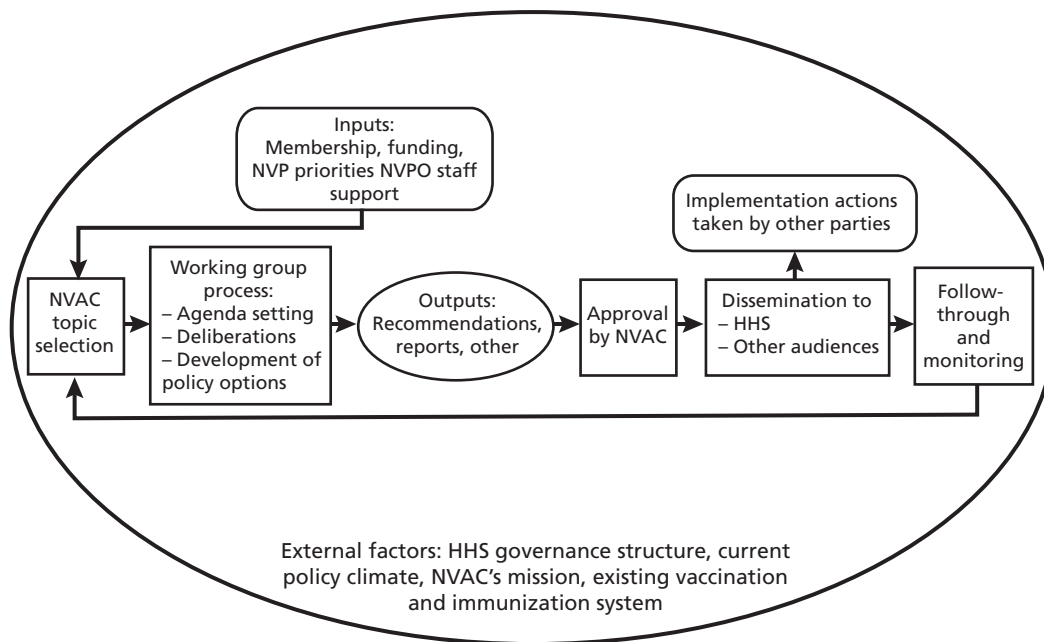 Inputs:
Membership, funding,
NVP priorities NVPO staff
support
Implementation actions
taken by other parties
NVAC
topic
selection
Working group
process:
– Agenda setting
– Deliberations
– Development of
policy options
Outputs:
Recommendations,
reports, other
Approval
by NVAC
Dissemination to
– HHS
– Other audiences
Follow-
through
and
monitoring
External factors: HHS governance structure, current
policy climate, NVAC’s mission, existing vaccination
and immunization system